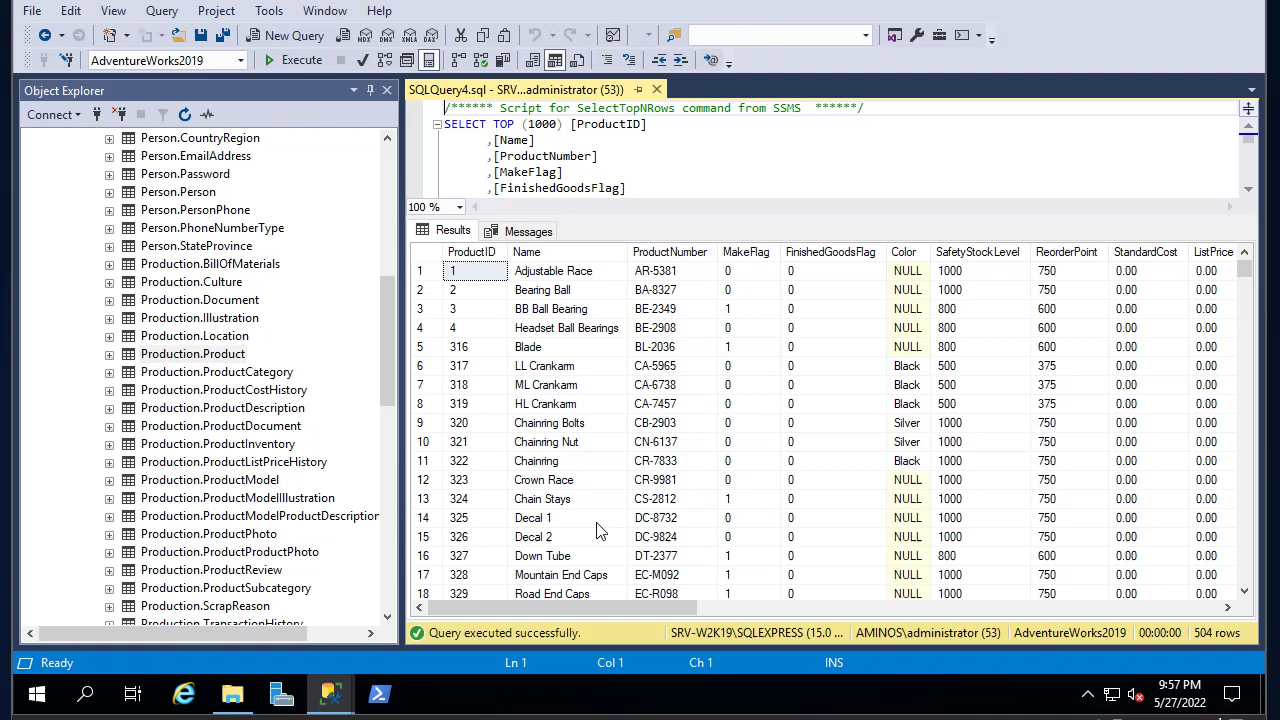 File Edit View Query Project Tools Window Help
New Query MDX DMX XMLA DAX
AdventureWorks2019 Execute
Object Explorer
Connect
Person.CountryRegion
Person.EmailAddress
Person.Password
Person.Person
Person.PersonPhone
Person.PhoneNumberType
Person.StateProvince
Production.BillOfMaterials
Production.Culture
Production.Document
Production.Illustration
Production.Location
Production.Product
Production.ProductCategory
Production.ProductCostHistory
Production.ProductDescription
Production.ProductDocument
Production.ProductInventory
Production.ProductListPriceHistory
Production.ProductModel
Production.ProductModelIllustration
Production.ProductModelProductDescription
Production.ProductPhoto
Production.ProductProductPhoto
Production.ProductReview
Production.ProductSubcategory
Production.ScrapReason
Production.TransactionHistory
SQLQuery4.sql - SRV...administrator (53))
/****** Script for SelectTopNRows command from SSMS ******/
SELECT TOP (1000) [ProductID]
,[Name]
,[ProductNumber]
,[MakeFlag]
,[FinishedGoodsFlag]
100 %
Results Messages
ProductID Name ProductNumber MakeFlag FinishedGoodsFlag Color SafetyStockLevel ReorderPoint StandardCost ListPrice
1 1 Adjustable Race AR-5381 0 0 NULL 1000 750 0.00 0.00
2 2 Bearing Ball BA-8327 0 0 NULL 1000 750 0.00 0.00
3 3 BB Ball Bearing BE-2349 1 0 NULL 800 600 0.00 0.00
4 4 Headset Ball Bearings BE-2908 0 0 NULL 800 600 0.00 0.00
5 316 Blade BL-2036 1 0 NULL 800 600 0.00 0.00
6 317 LL Crankarm CA-5965 0 0 Black 500 375 0.00 0.00
7 318 ML Crankarm CA-6738 0 0 Black 500 375 0.00 0.00
8 319 HL Crankarm CA-7457 0 0 Black 500 375 0.00 0.00
9 320 Chainring Bolts CB-2903 0 0 Silver 1000 750 0.00 0.00
10 321 Chainring Nut CN-6137 0 0 Silver 1000 750 0.00 0.00
11 322 Chainring CR-7833 0 0 Black 1000 750 0.00 0.00
12 323 Crown Race CR-9981 0 0 NULL 1000 750 0.00 0.00
13 324 Chain Stays CS-2812 1 0 NULL 1000 750 0.00 0.00
14 325 Decal 1 DC-8732 0 0 NULL 1000 750 0.00 0.00
15 326 Decal 2 DC-9824 0 0 NULL 1000 750 0.00 0.00
16 327 Down Tube DT-2377 1 0 NULL 800 600 0.00 0.00
17 328 Mountain End Caps EC-M092 1 0 NULL 1000 750 0.00 0.00
18 329 Road End Caps EC-R098 1 0 NULL 1000 750 0.00 0.00
Query executed successfully. SRV-W2K19\SQLEXPRESS (15.0 ... AMINOS\administrator (53) AdventureWorks2019 00:00:00 504 rows
Ready Ln 1 Col 1 Ch 1 INS
9:57 PM
5/27/2022